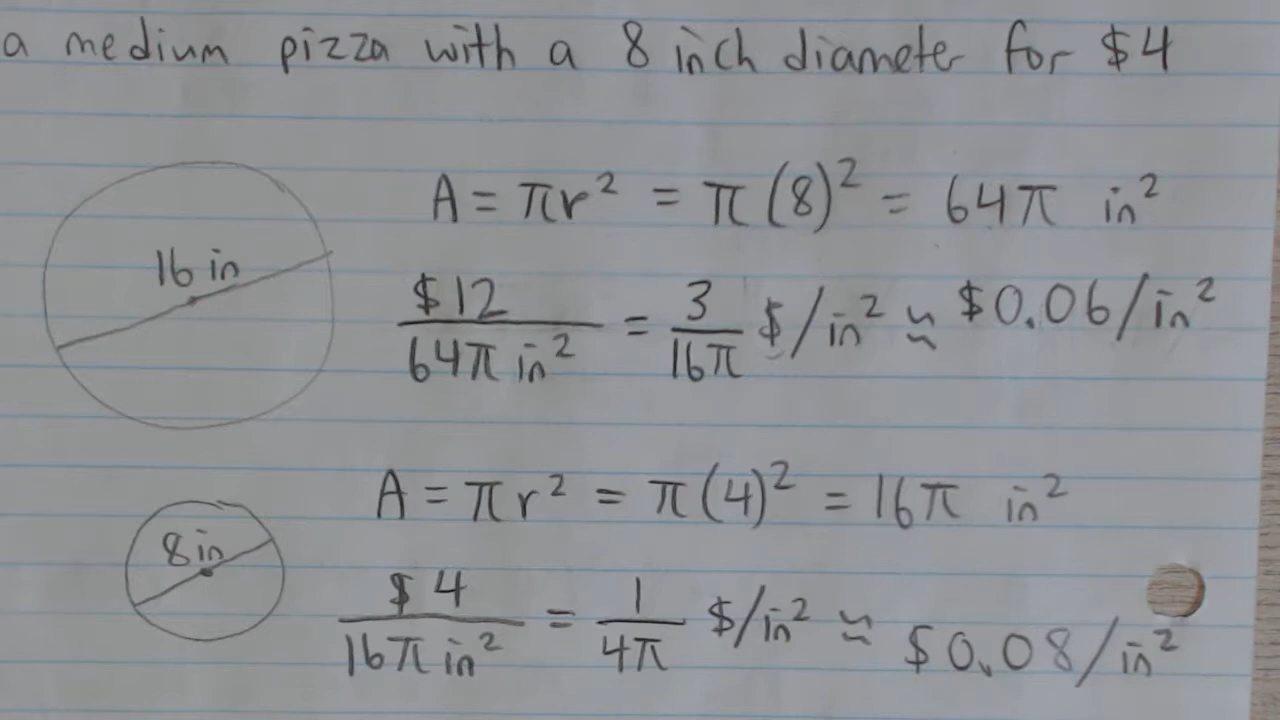 a medium pizza with a 8 inch diameter for $4
A = πr² = π(8)² = 64π in²
16 in
$12/64π in² = 3/16π $/in² ≈ $0.06/in²
A = πr² = π(4)² = 16π in²
8in
$4/16π in² = 1/4π $/in² ≈ $0.08/in²